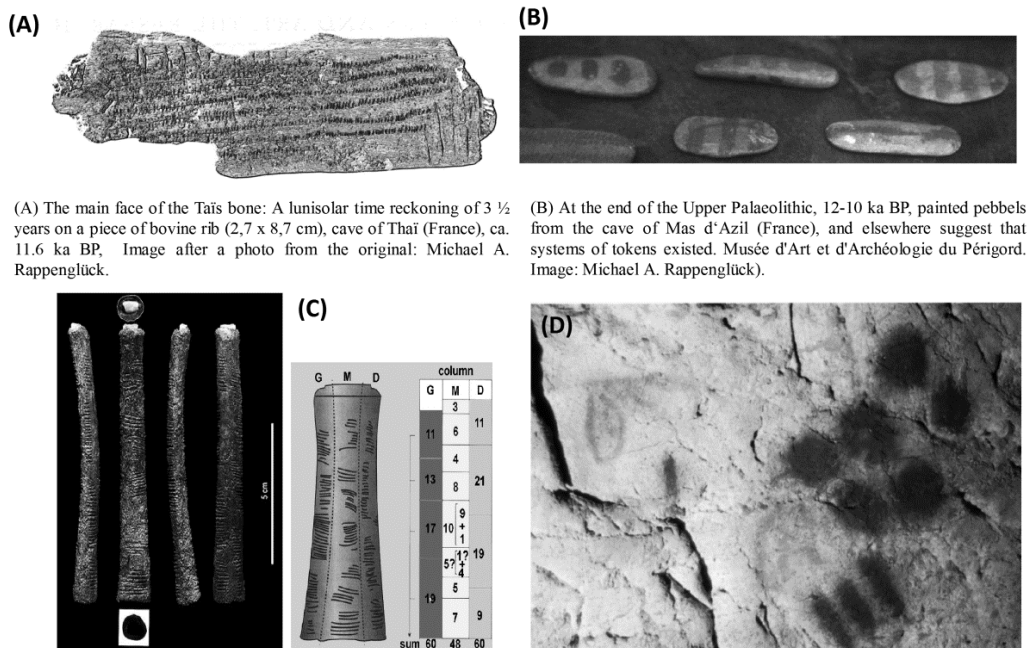 (A)
(B)
(A) The main face of the Taïs bone: A lunisolar time reckoning of 3 ½
years on a piece of bovine rib (2,7 x 8,7 cm), cave of Thaï (France), ca.
11.6 ka BP, Image after a photo from the original: Michael A.
Rappenglück.
(B) At the end of the Upper Palaeolithic, 12-10 ka BP, painted pebbels
from the cave of Mas d‘Azil (France), and elsewhere suggest that
systems of tokens existed. Musée d'Art et d'Archéologie du Périgord.
Image: Michael A. Rappenglück).
(C)
5 cm
G M D
column
G M D
3
11 6 11
4
13 8 21
17 10 9 + 1
19
5? 1? + 4
5
19 7 9
sum 60 48 60
(D)